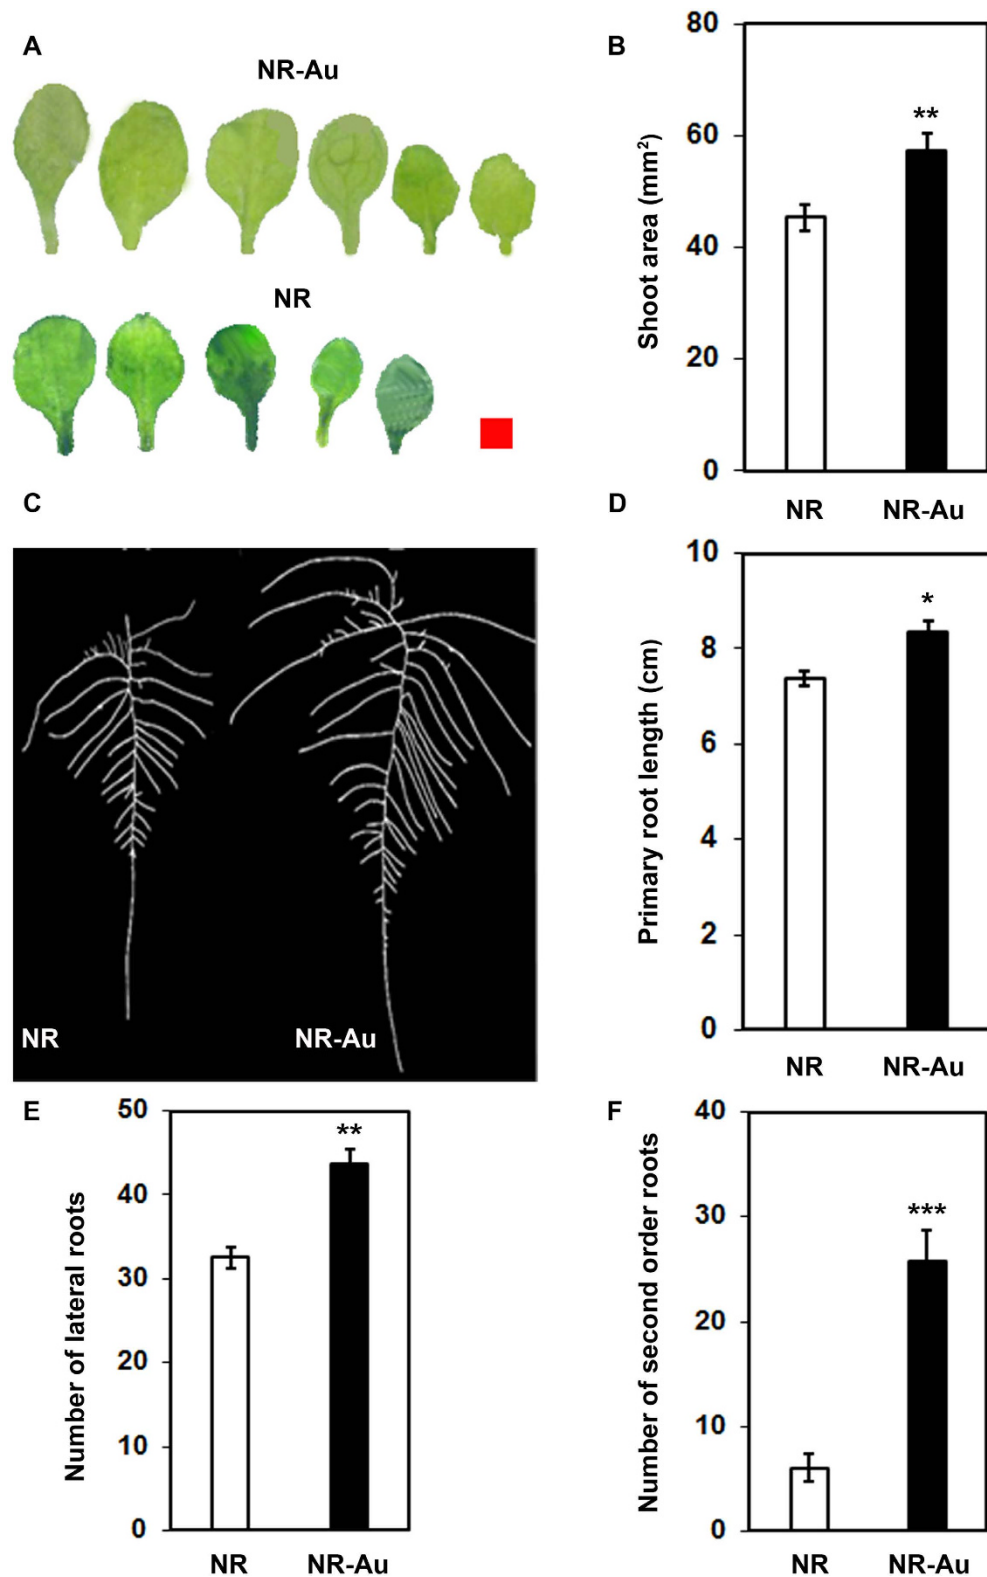 A
NR-Au
NR
B
Shoot area (mm²)
80
60
40
20
0
**
NR
NR-Au
C
NR
NR-Au
D
Primary root length (cm)
10
8
6
4
2
0
*
NR
NR-Au
E
Number of lateral roots
50
40
30
20
10
0
**
NR
NR-Au
F
Number of second order roots
40
30
20
10
0
***
NR
NR-Au